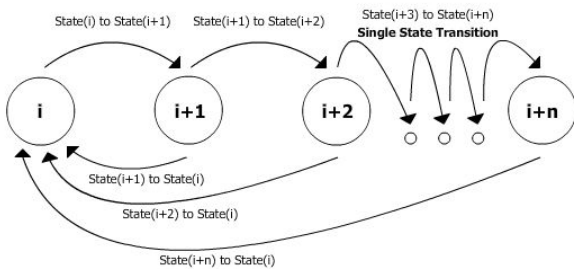 State(i) to State(i+1)
State(i+1) to State(i+2)
State(i+3) to State(i+n)
Single State Transition
i
i+1
i+2
i+n
State(i+1) to State(i)
State(i+2) to State(i)
State(i+n) to State(i)